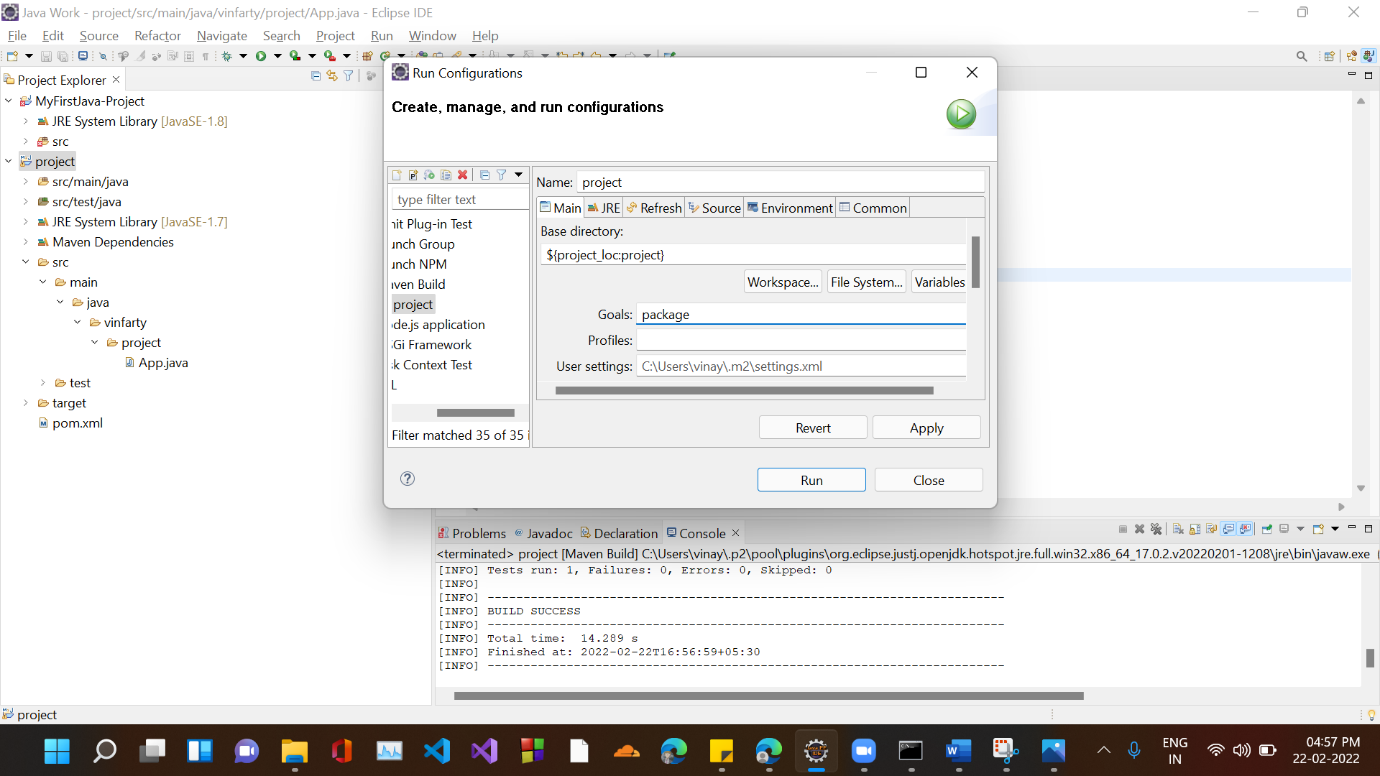 Java Work - project/src/main/java/vinfarty/project/App.java - Eclipse IDE
File Edit Source Refactor Navigate Search Project Run Window Help
Project Explorer
MyFirstJava-Project
JRE System Library [JavaSE-1.8]
src
project
src/main/java
src/test/java
JRE System Library [JavaSE-1.7]
Maven Dependencies
src
main
java
vinfarty
project
App.java
test
target
pom.xml
Run Configurations
Create, manage, and run configurations
type filter text
nit Plug-in Test
unch Group
unch NPM
aven Build
project
de.js application
Gi Framework
k Context Test
L
Filter matched 35 of 35 i
Name: project
Main JRE Refresh Source Environment Common
Base directory:
${project_loc:project}
Workspace... File System... Variables
Goals: package
Profiles:
User settings: C:\Users\vinay\.m2\settings.xml
Revert Apply
Run Close
Problems Javadoc Declaration Console
<terminated> project [Maven Build] C:\Users\vinay\.p2\pool\plugins\org.eclipse.justj.openjdk.hotspot.jre.full.win32.x86_64_17.0.2.v20220201-1208\jre\bin\javaw.exe (
[INFO] Tests run: 1, Failures: 0, Errors: 0, Skipped: 0
[INFO]
[INFO] ------------------------------------------------------------------------
[INFO] BUILD SUCCESS
[INFO] ------------------------------------------------------------------------
[INFO] Total time:  14.289 s
[INFO] Finished at: 2022-02-22T16:56:59+05:30
[INFO] ------------------------------------------------------------------------
project
ENG
IN
04:57 PM
22-02-2022